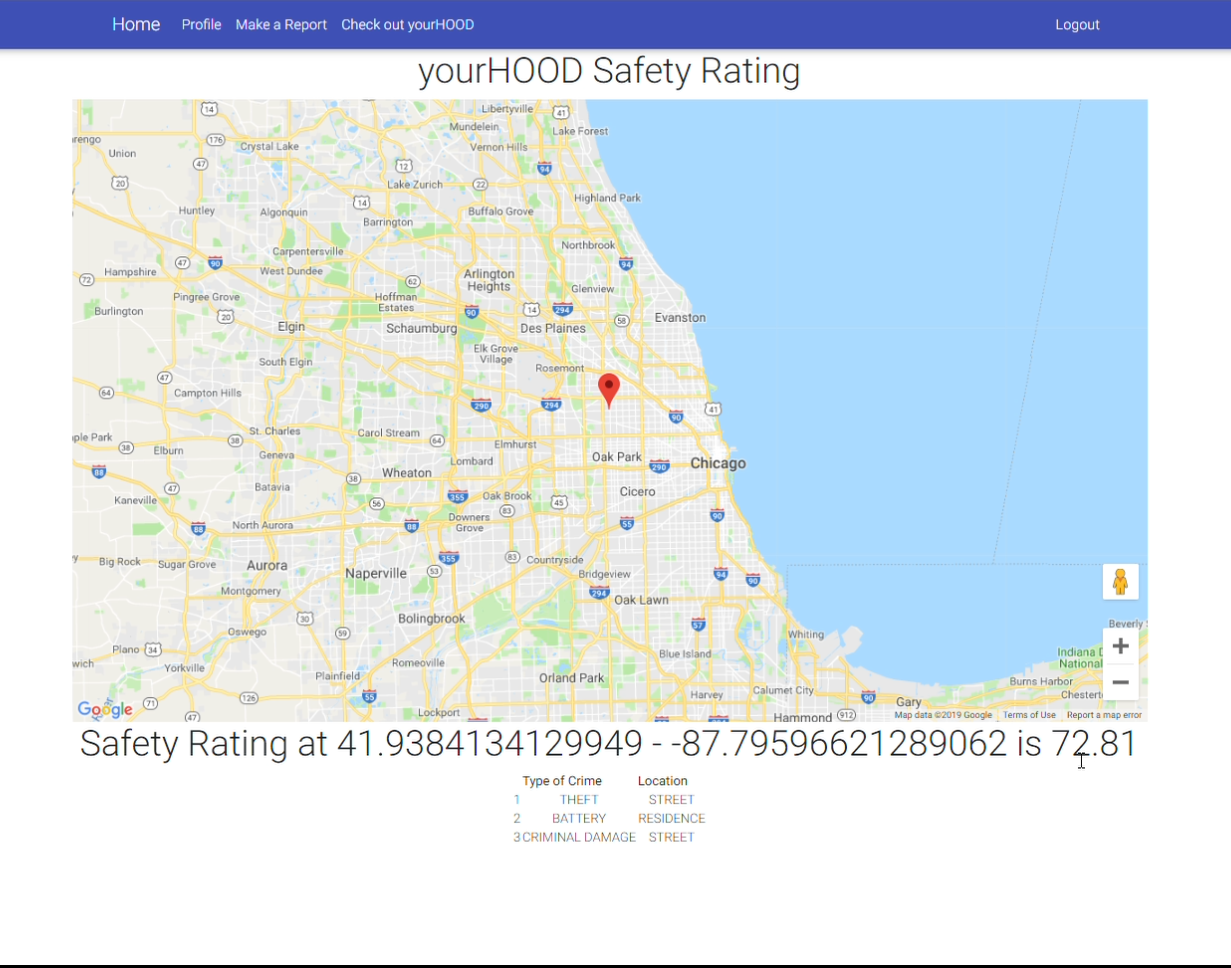 Home Profile Make a Report Check out yourHOOD Logout
yourHOOD Safety Rating
14
Libertyville
41
Mundelein
Lake Forest
176
Crystal Lake
Vernon Hills
Union
47
12
94
20
Lake Zurich
22
14
Highland Park
Huntley
Algonquin
Buffalo Grove
Barrington
Northbrook
Carpentersville
47
90
94
Hampshire
West Dundee
Arlington
Heights
72
62
Glenview
Pingree Grove
Hoffman
Estates
Burlington
20
90
14
294
58
Evanston
Elgin
Schaumburg
Des Plaines
Elk Grove
Village
South Elgin
Rosemont
47
64
Campton Hills
290
294
90
41
St. Charles
Carol Stream
64
ple Park
38
Elburn
38
Elmhurst
Geneva
Lombard
Oak Park
290
Chicago
88
Wheaton
38
47
Batavia
355
Oak Brook
45
Cicero
Kaneville
56
83
North Aurora
88
88
Downers
Grove
55
90
Big Rock
Sugar Grove
Aurora
355
83
Countryside
Naperville
53
Bridgeview
94
90
Montgomery
294
Oak Lawn
30
Bolingbrook
57
Oswego
59
Whiting
Beverly
Plano
34
Blue Island
Indiana D
National
wich
Yorkville
Romeoville
Plainfield
Orland Park
Burns Harbor
126
55
Harvey
Calumet City
90
Chestert
71
Gary
Google
47
Lockport
Hammond
912
Map data ©2019 Google Terms of Use Report a map error
Safety Rating at 41.9384134129949 - -87.79596621289062 is 72.81
Type of Crime Location
1 THEFT STREET
2 BATTERY RESIDENCE
3 CRIMINAL DAMAGE STREET